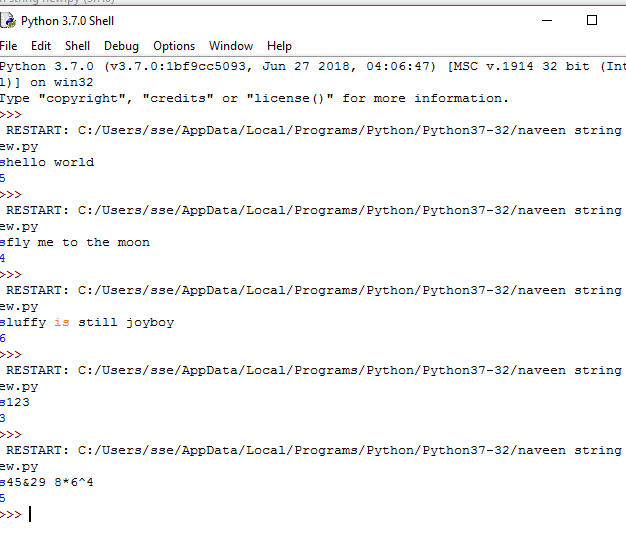 Python 3.7.0 Shell
File Edit Shell Debug Options Window Help
Python 3.7.0 (v3.7.0:1bf9cc5093, Jun 27 2018, 04:06:47) [MSC v.1914 32 bit (Int
l)] on win32
Type "copyright", "credits" or "license()" for more information.
>>>
RESTART: C:/Users/sse/AppData/Local/Programs/Python/Python37-32/naveen string
ew.py
shello world
5
>>>
RESTART: C:/Users/sse/AppData/Local/Programs/Python/Python37-32/naveen string
ew.py
sfly me to the moon
4
>>>
RESTART: C:/Users/sse/AppData/Local/Programs/Python/Python37-32/naveen string
ew.py
sluffy is still joyboy
6
>>>
RESTART: C:/Users/sse/AppData/Local/Programs/Python/Python37-32/naveen string
ew.py
s123
3
>>>
RESTART: C:/Users/sse/AppData/Local/Programs/Python/Python37-32/naveen string
ew.py
s45&29 8*6^4
5
>>>